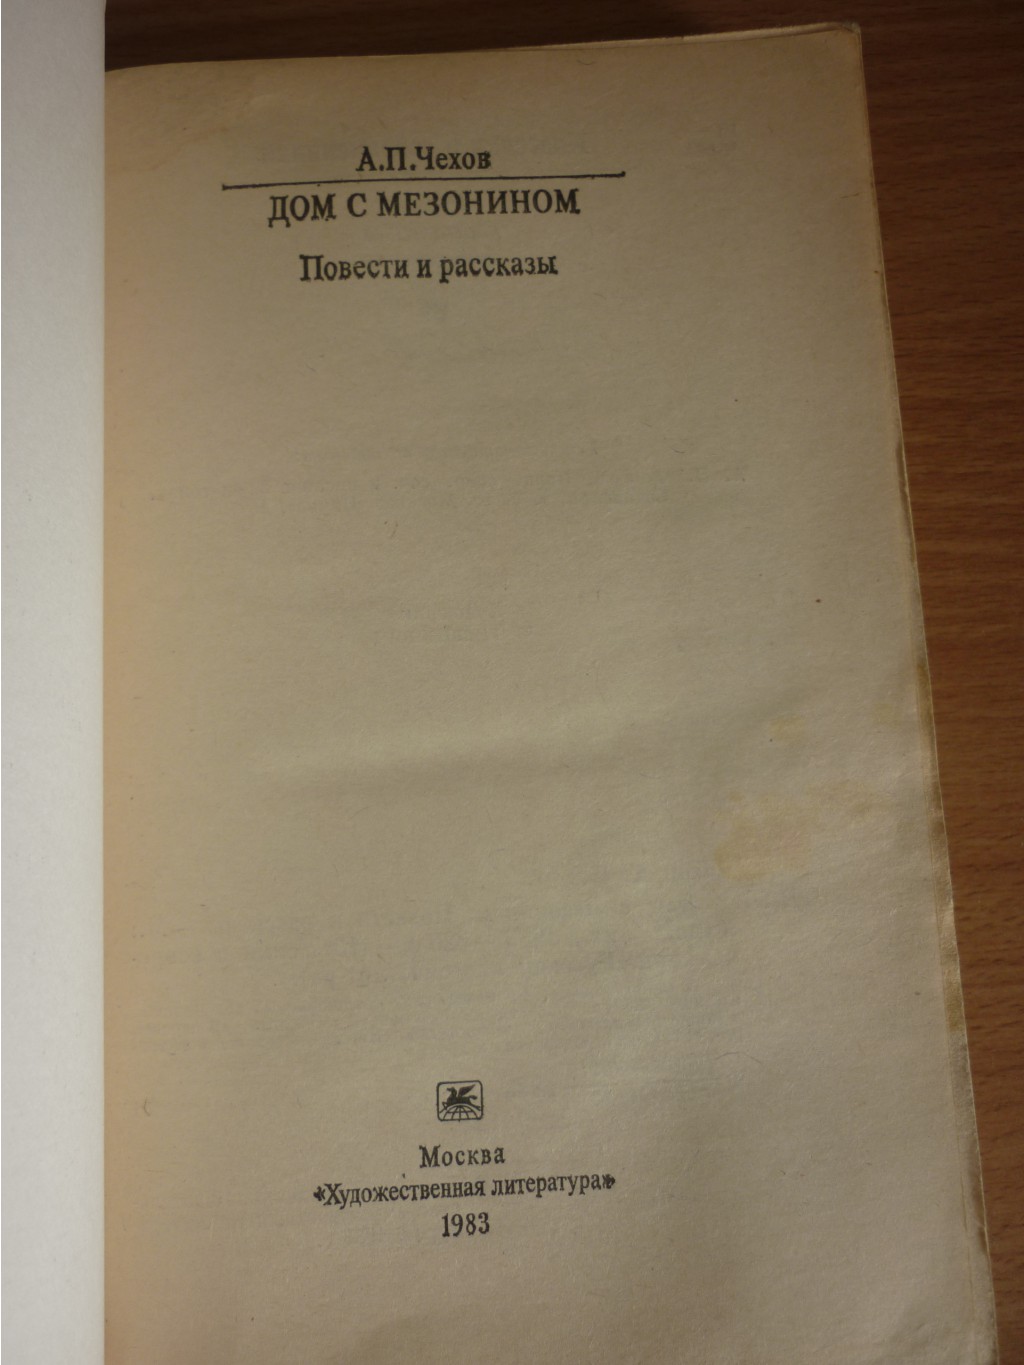 А.П.Чехов
ДОМ С МЕЗОНИНОМ
Повести и рассказы
Москва
«Художественная литература»
1983